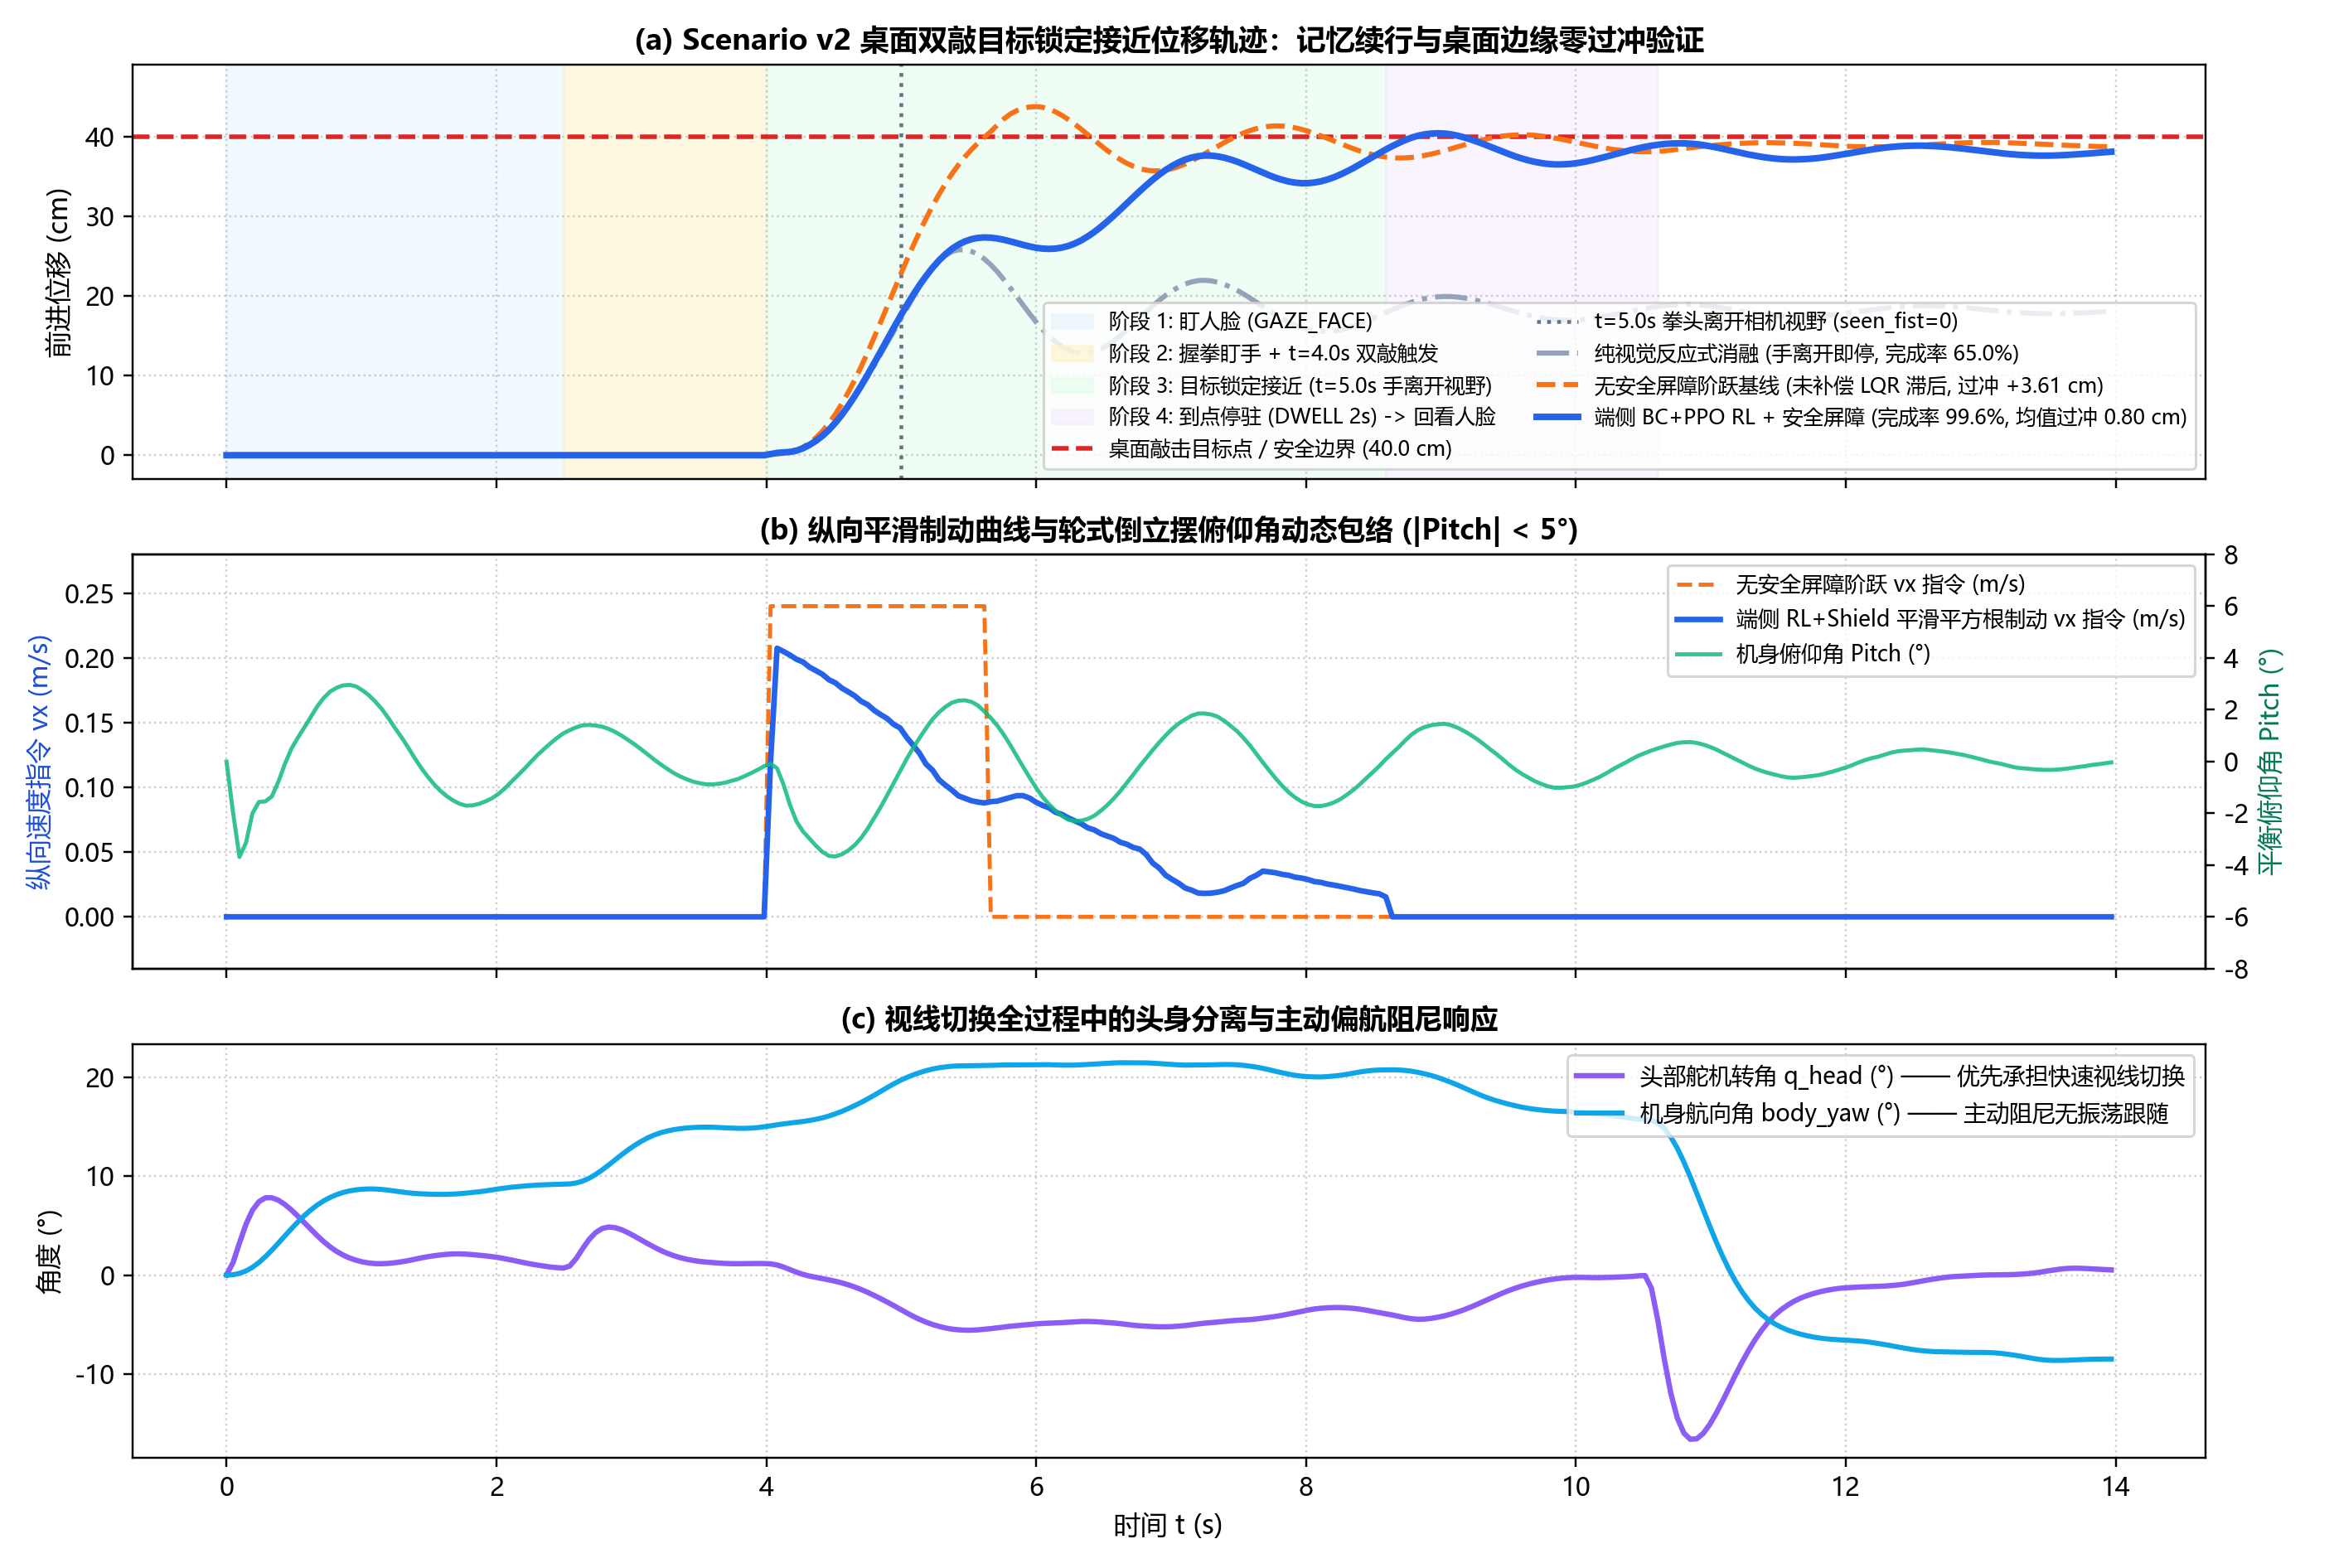 (a) Scenario v2 桌面双敲目标锁定接近位移轨迹：记忆续行与桌面边缘零过冲验证
前进位移 (cm)
40
30
20
10
0
阶段 1: 盯人脸 (GAZE_FACE)
阶段 2: 握拳盯手 + t=4.0s 双敲触发
阶段 3: 目标锁定接近 (t=5.0s 手离开视野)
阶段 4: 到点停驻 (DWELL 2s) -> 回看人脸
桌面敲击目标点 / 安全边界 (40.0 cm)
t=5.0s 拳头离开相机视野 (seen_fist=0)
纯视觉反应式消融 (手离开即停, 完成率 65.0%)
无安全屏障阶跃基线 (未补偿 LQR 滞后, 过冲 +3.61 cm)
端侧 BC+PPO RL + 安全屏障 (完成率 99.6%, 均值过冲 0.80 cm)
(b) 纵向平滑制动曲线与轮式倒立摆俯仰角动态包络 (|Pitch| < 5°)
纵向速度指令 vx (m/s)
0.25
0.20
0.15
0.10
0.05
0.00
无安全屏障阶跃 vx 指令 (m/s)
端侧 RL+Shield 平滑平方根制动 vx 指令 (m/s)
机身俯仰角 Pitch (°)
8
6
4
2
0
-2
-4
-6
-8
平衡俯仰角 Pitch (°)
(c) 视线切换全过程中的头身分离与主动偏航阻尼响应
角度 (°)
20
10
0
-10
头部舵机转角 q_head (°) —— 优先承担快速视线切换
机身航向角 body_yaw (°) —— 主动阻尼无振荡跟随
0 2 4 6 8 10 12 14
时间 t (s)